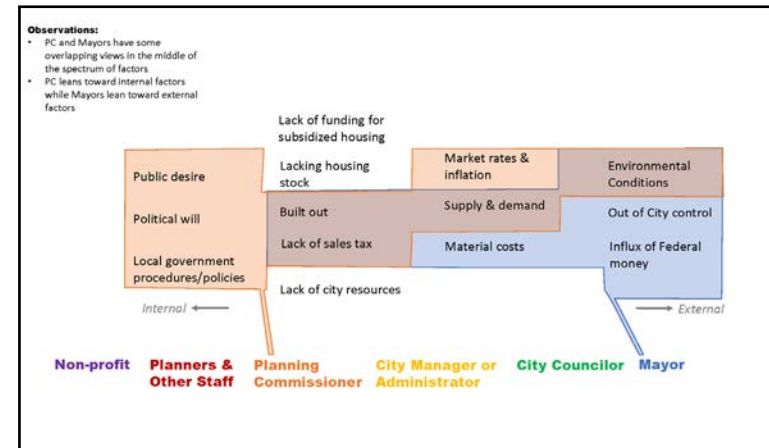 Observations:
• PC and Mayors have some
overlapping views in the middle of
the spectrum of factors
• PC leans toward internal factors
while Mayors lean toward external
factors
Public desire
Political will
Local government
procedures/policies
Lack of funding for
subsidized housing
Lacking housing
stock
Built out
Lack of sales tax
Lack of city resources
Market rates &
inflation
Supply & demand
Material costs
Environmental
Conditions
Out of City control
Influx of Federal
money
Internal
External
Non-profit
Planners &
Other Staff
Planning
Commissioner
City Manager or
Administrator
City Councilor
Mayor